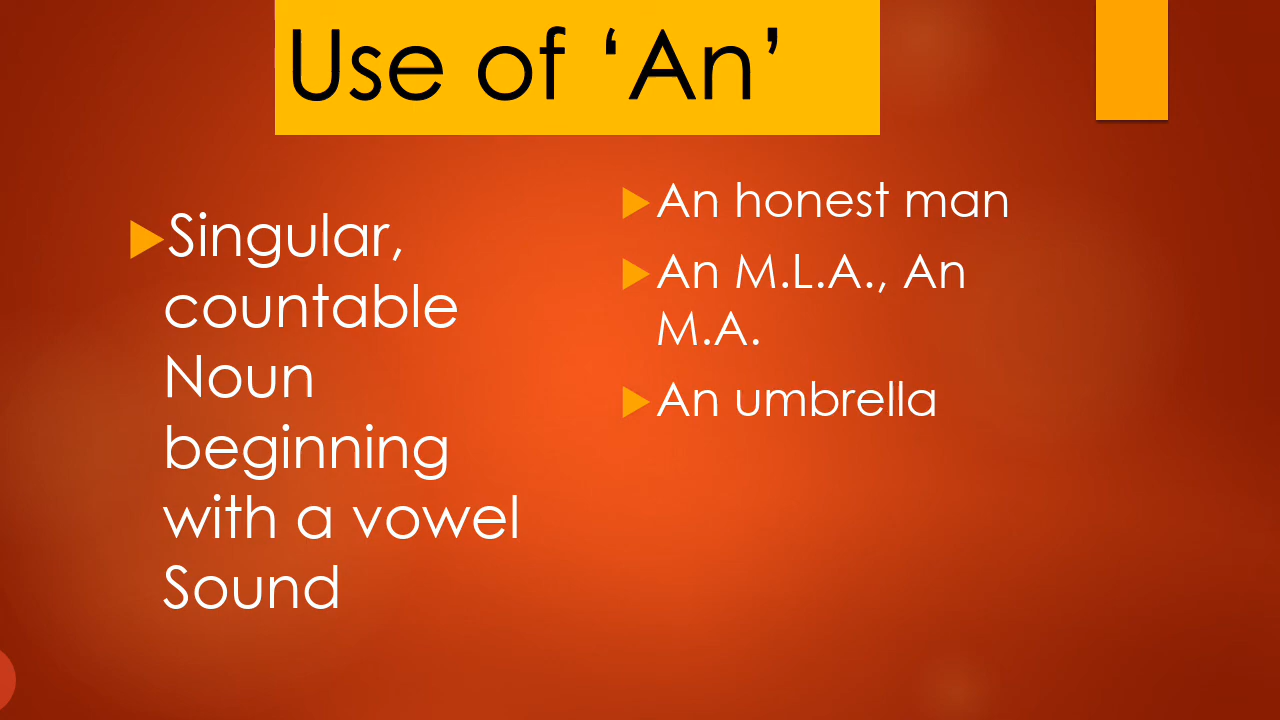 Use of ‘An’
Singular,
countable
Noun
beginning
with a vowel
Sound
An honest man
An M.L.A., An
M.A.
An umbrella